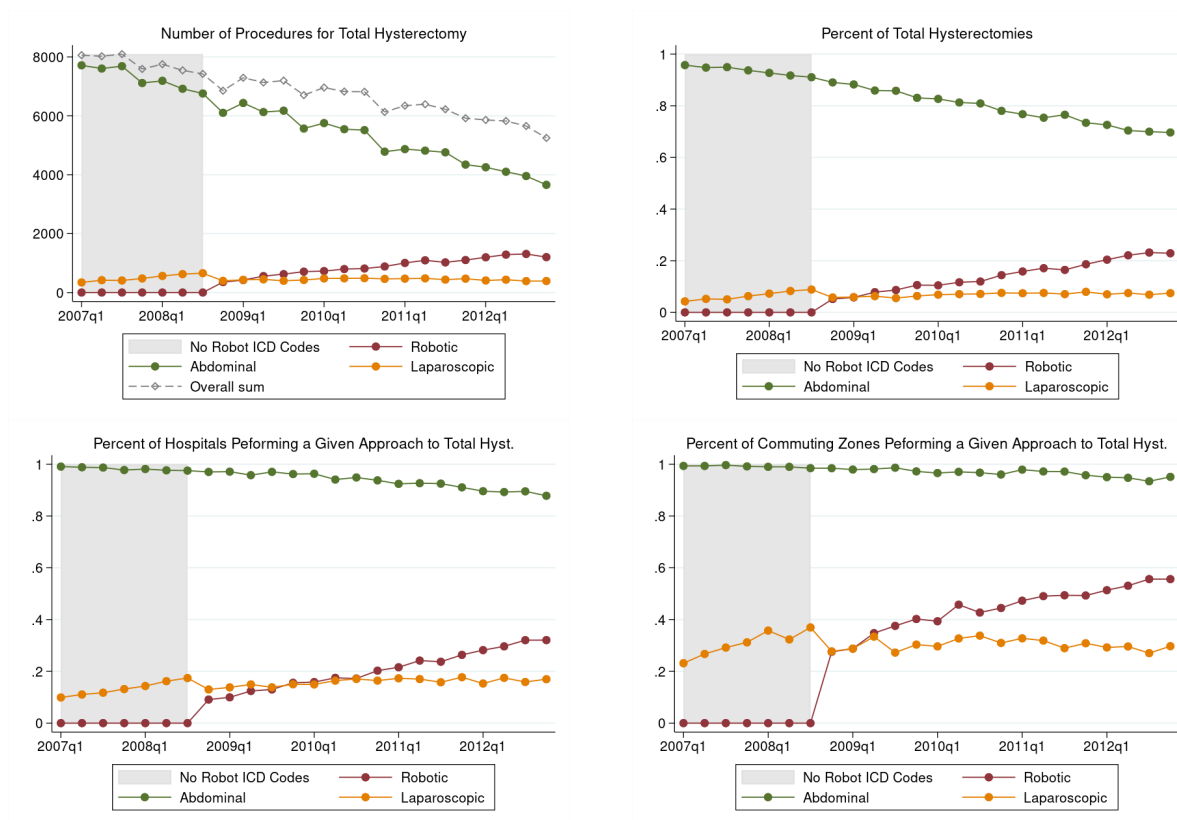 Number of Procedures for Total Hysterectomy
8000
6000
4000
2000
0
2007q1 2008q1 2009q1 2010q1 2011q1 2012q1
No Robot ICD Codes Robotic
Abdominal Laparoscopic
Overall sum
Percent of Total Hysterectomies
1
.8
.6
.4
.2
0
2007q1 2008q1 2009q1 2010q1 2011q1 2012q1
No Robot ICD Codes Robotic
Abdominal Laparoscopic
Percent of Hospitals Peforming a Given Approach to Total Hyst.
1
.8
.6
.4
.2
0
2007q1 2008q1 2009q1 2010q1 2011q1 2012q1
No Robot ICD Codes Robotic
Abdominal Laparoscopic
Percent of Commuting Zones Peforming a Given Approach to Total Hyst.
1
.8
.6
.4
.2
0
2007q1 2008q1 2009q1 2010q1 2011q1 2012q1
No Robot ICD Codes Robotic
Abdominal Laparoscopic